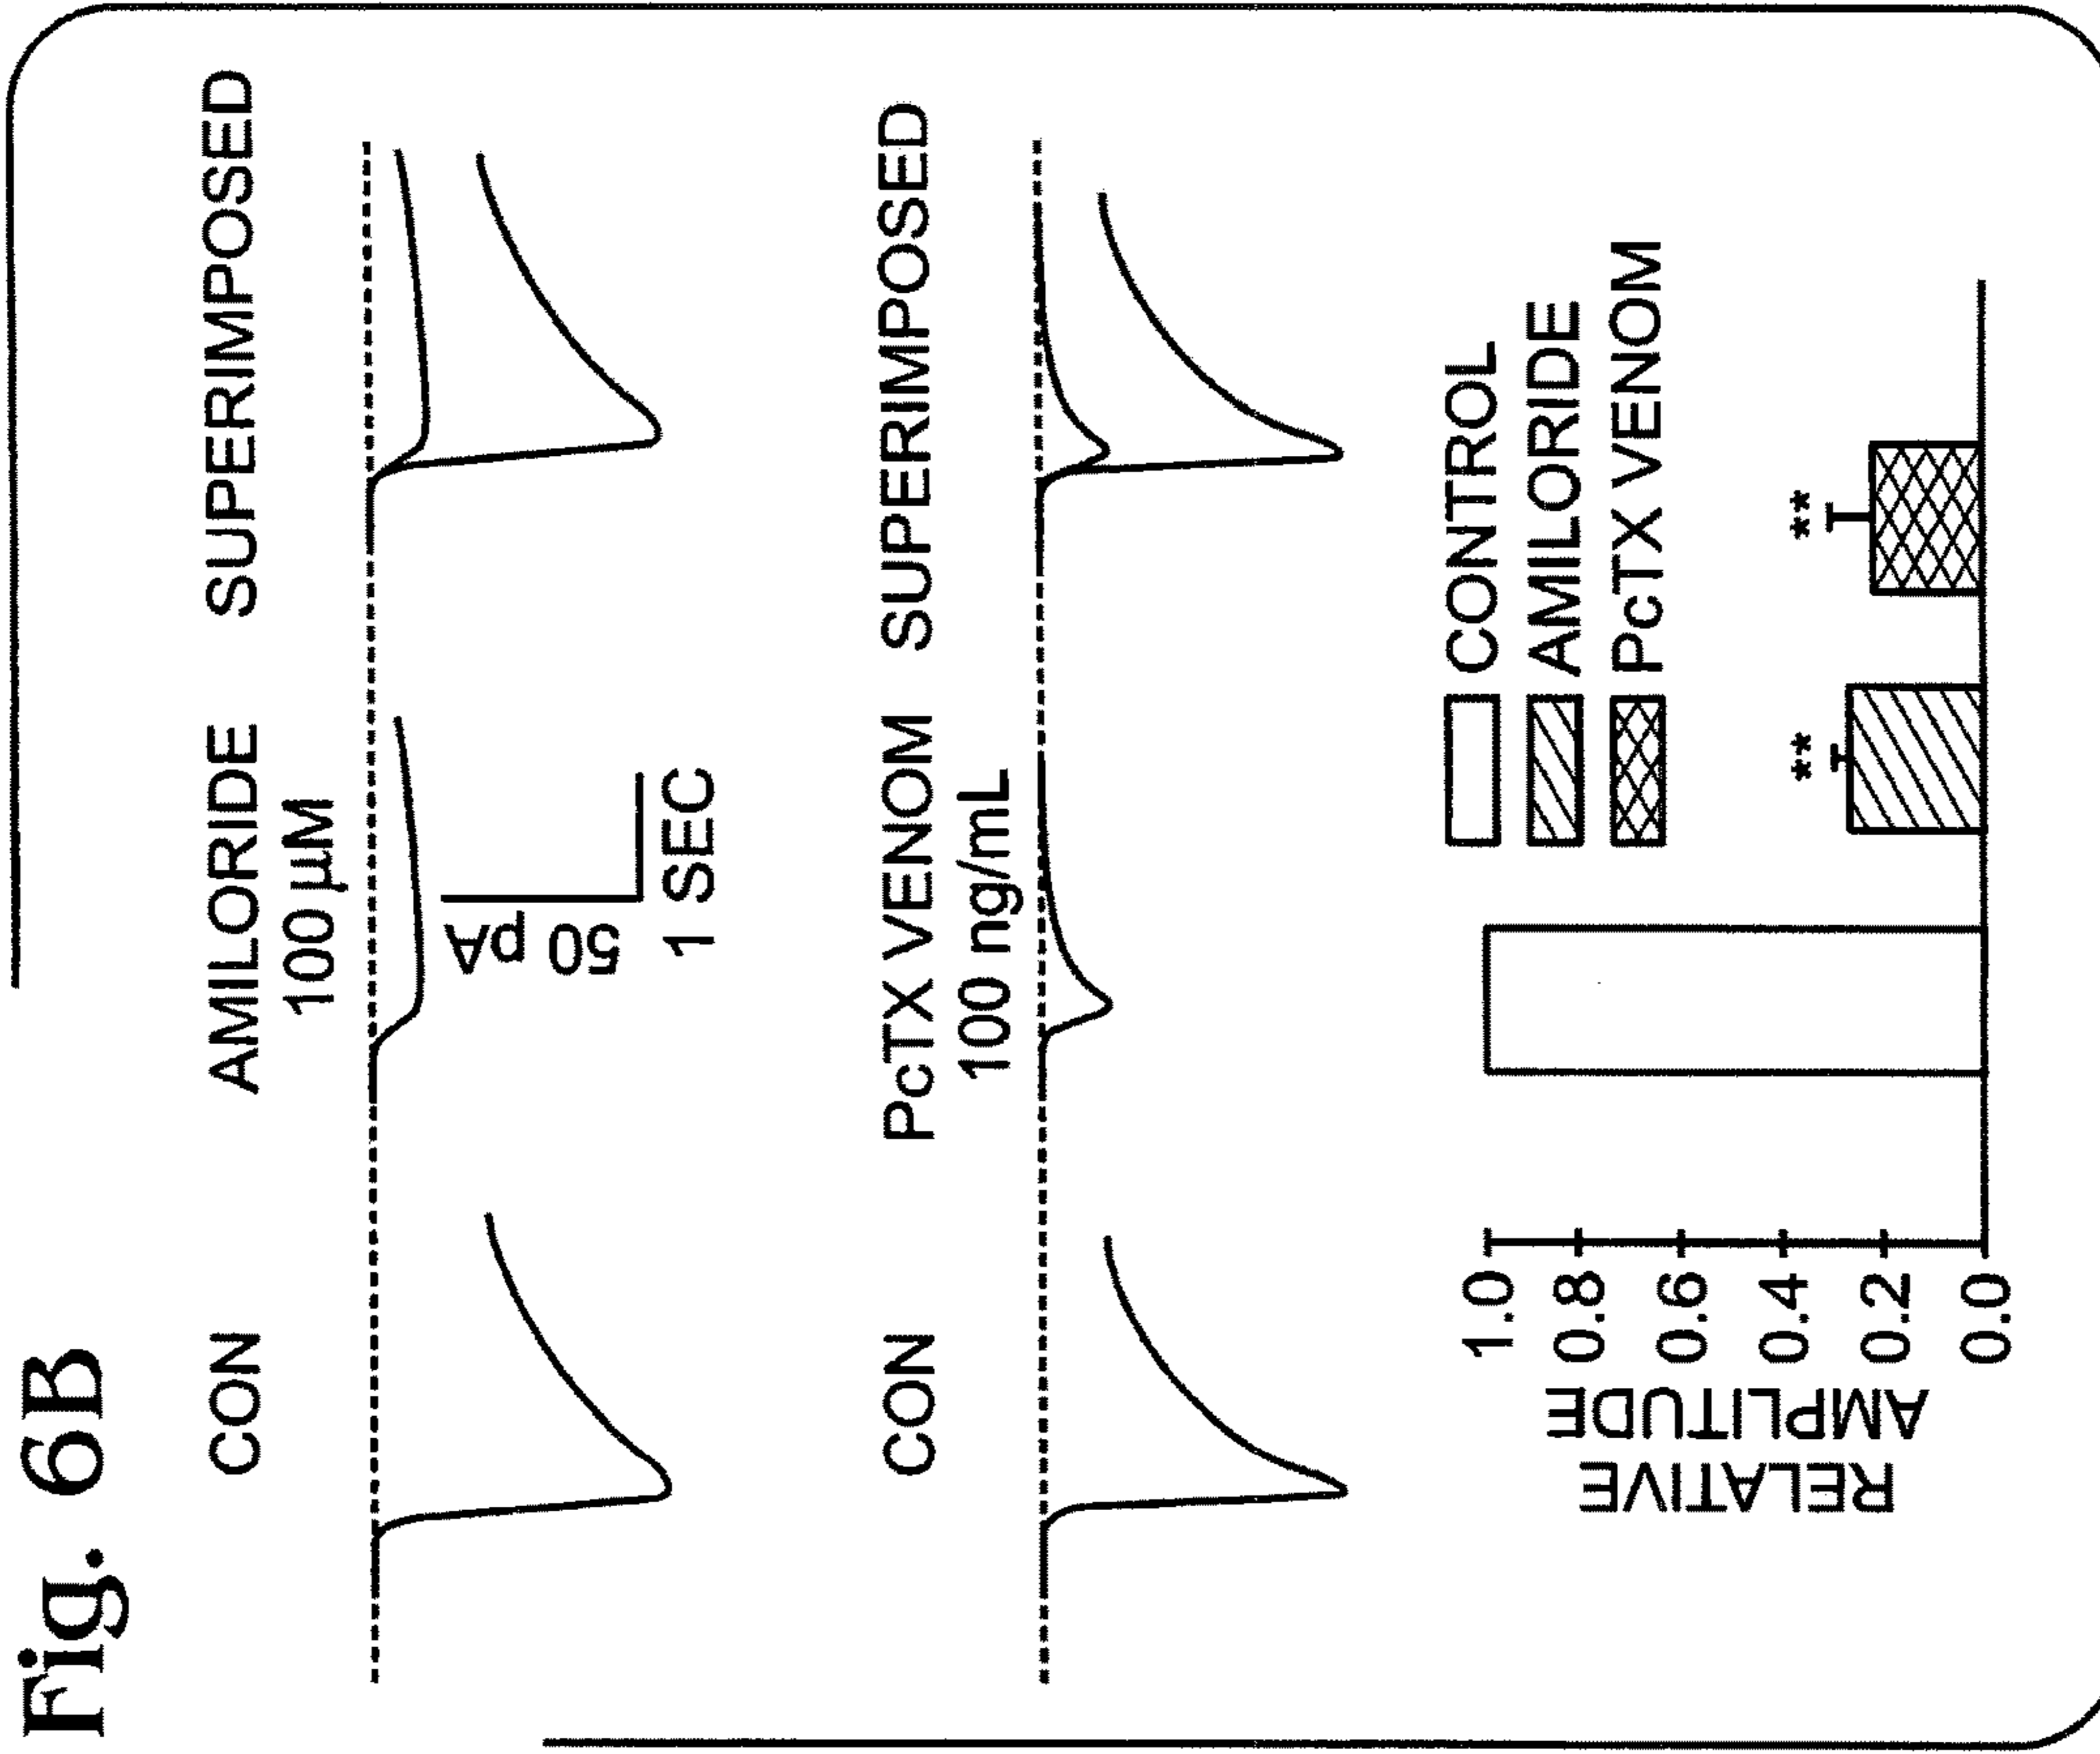 Fig. 6B
CON
AMILORIDE
100 µM
SUPERIMPOSED
50 pA
1 SEC
CON
PcTX VENOM
100 ng/mL
SUPERIMPOSED
CONTROL
AMILORIDE
PcTX VENOM
RELATIVE
AMPLITUDE
1.0
0.8
0.6
0.4
0.2
0.0
**
**